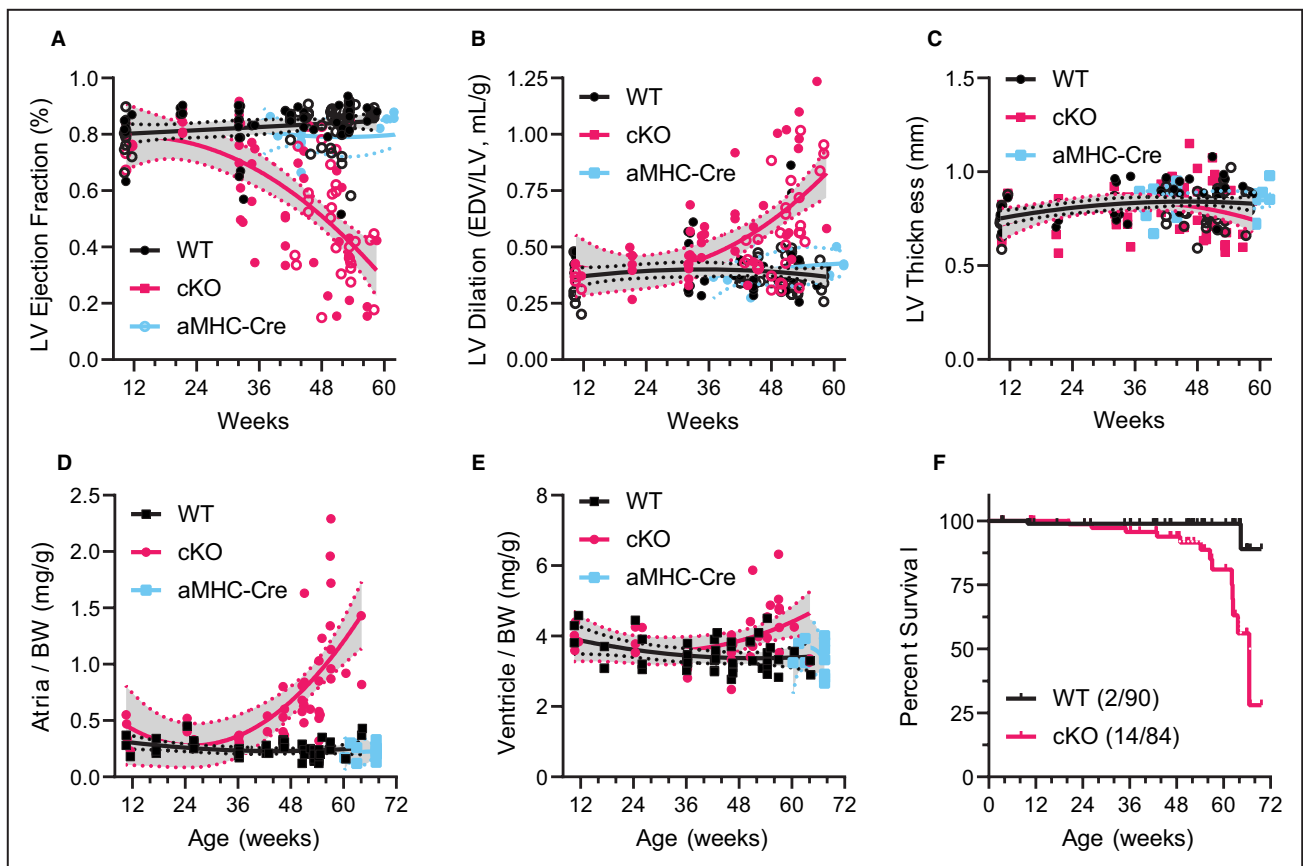 A
LV Ejection Fraction (%)
1.0
0.8
0.6
0.4
0.2
0.0
WT
cKO
aMHC-Cre
12 24 36 48 60
Weeks
B
LV Dilation (EDV/LV, mL/g)
1.25
1.00
0.75
0.50
0.25
0.00
WT
cKO
aMHC-Cre
12 24 36 48 60
Weeks
C
LV Thickn ess (mm)
1.5
1.0
0.5
0.0
WT
cKO
aMHC-Cre
12 24 36 48 60
Weeks
D
Atria / BW (mg/g)
2.5
2.0
1.5
1.0
0.5
0.0
WT
cKO
aMHC-Cre
12 24 36 48 60 72
Age (weeks)
E
Ventricle / BW (mg/g)
8
6
4
2
0
WT
cKO
aMHC-Cre
12 24 36 48 60 72
Age (weeks)
F
Percent Survival
100
75
50
25
0
WT (2/90)
cKO (14/84)
0 12 24 36 48 60 72
Age (weeks)